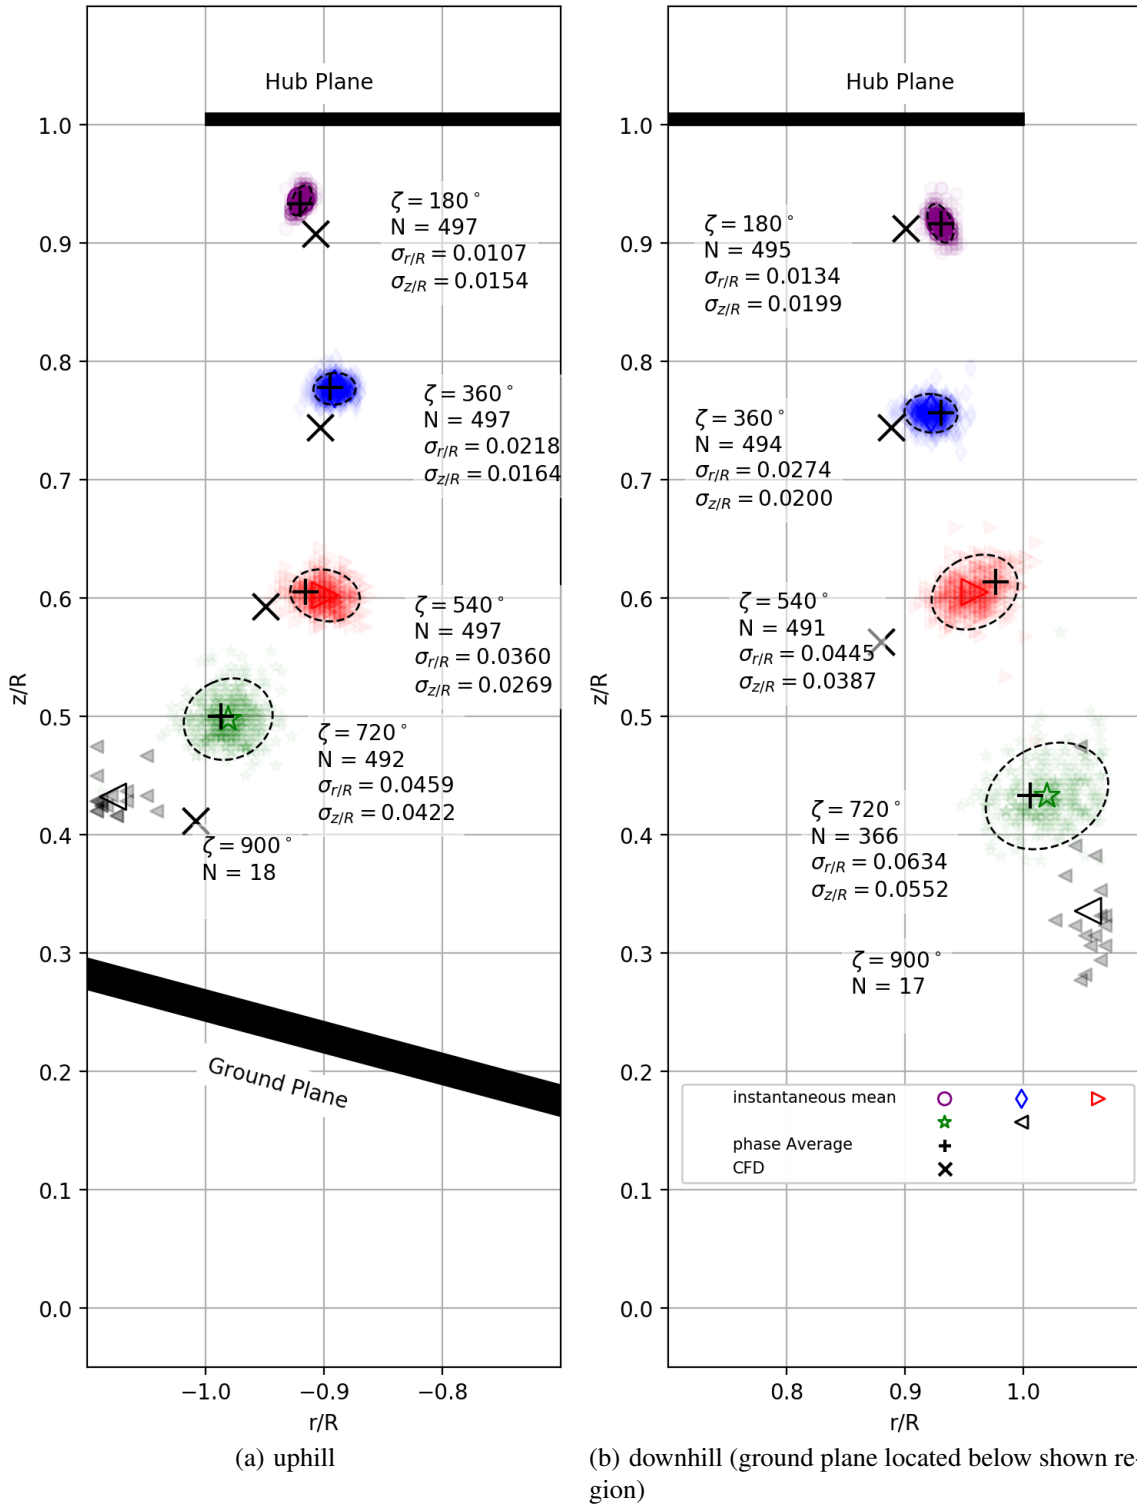 Hub Plane
1.0
0.9
0.8
0.7
0.6
0.5
0.4
0.3
0.2
0.1
0.0
z/R
ζ = 180°
N = 497
σr/R = 0.0107
σz/R = 0.0154
ζ = 360°
N = 497
σr/R = 0.0218
σz/R = 0.0164
ζ = 540°
N = 497
σr/R = 0.0360
σz/R = 0.0269
ζ = 720°
N = 492
σr/R = 0.0459
σz/R = 0.0422
ζ = 900°
N = 18
Ground Plane
−1.0 −0.9 −0.8
r/R
(a) uphill
Hub Plane
1.0
0.9
0.8
0.7
0.6
0.5
0.4
0.3
0.2
0.1
0.0
z/R
ζ = 180°
N = 495
σr/R = 0.0134
σz/R = 0.0199
ζ = 360°
N = 494
σr/R = 0.0274
σz/R = 0.0200
ζ = 540°
N = 491
σr/R = 0.0445
σz/R = 0.0387
ζ = 720°
N = 366
σr/R = 0.0634
σz/R = 0.0552
ζ = 900°
N = 17
instantaneous mean
phase Average
CFD
0.8 0.9 1.0
r/R
(b) downhill (ground plane located below shown re-
gion)